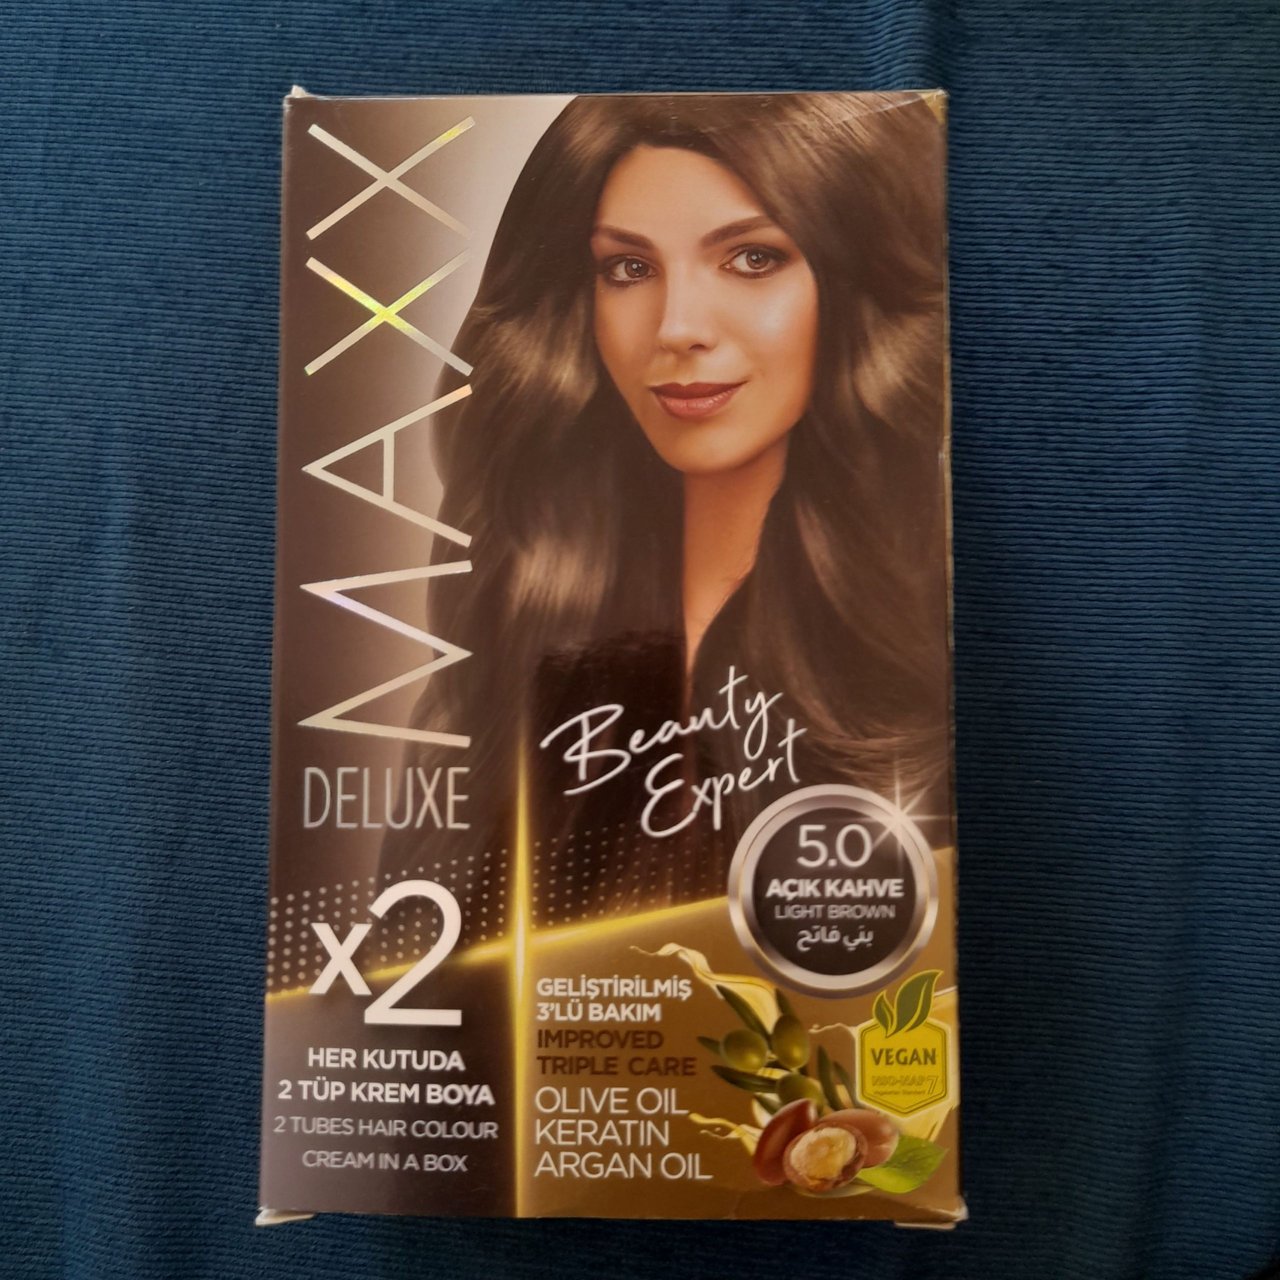 MAXX
DELUXE
Beauty
Expert
5.0
AÇIK KAHVE
LIGHT BROWN
بني فاتح
x2
HER KUTUDA
2 TÜP KREM BOYA
2 TUBES HAIR COLOUR
CREAM IN A BOX
GELİŞTİRİLMİŞ
3'LÜ BAKIM
IMPROVED
TRIPLE CARE
OLIVE OIL
KERATIN
ARGAN OIL
VEGAN